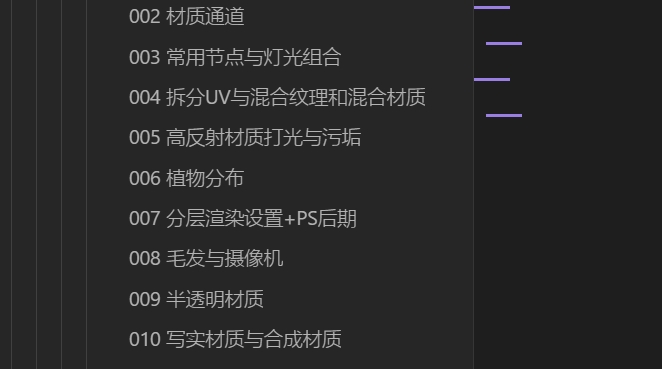 002 材质通道
003 常用节点与灯光组合
004 拆分UV与混合纹理和混合材质
005 高反射材质打光与污垢
006 植物分布
007 分层渲染设置+PS后期
008 毛发与摄像机
009 半透明材质
010 写实材质与合成材质